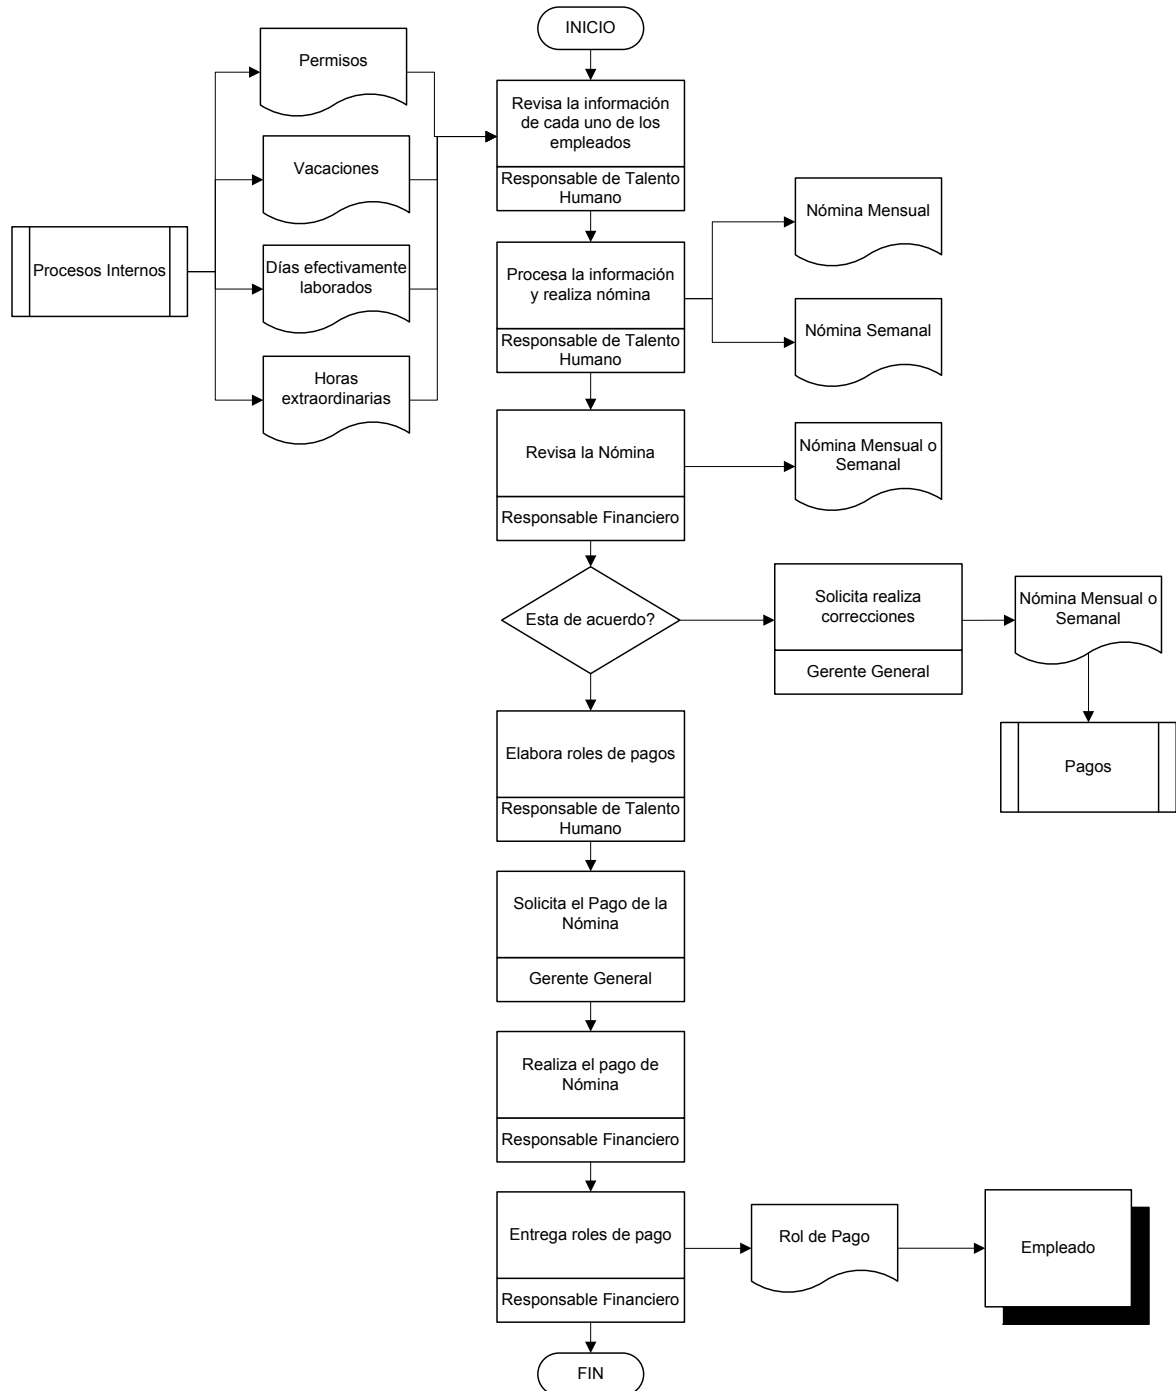 INICIO
Permisos
Revisa la información
de cada uno de los
empleados
Responsable de Talento
Humano
Vacaciones
Nómina Mensual
Procesos Internos
Días efectivamente
laborados
Procesa la información
y realiza nómina
Responsable de Talento
Humano
Nómina Semanal
Horas
extraordinarias
Revisa la Nómina
Responsable Financiero
Nómina Mensual o
Semanal
Esta de acuerdo?
Solicita realiza
correcciones
Gerente General
Nómina Mensual o
Semanal
Pagos
Elabora roles de pagos
Responsable de Talento
Humano
Solicita el Pago de la
Nómina
Gerente General
Realiza el pago de
Nómina
Responsable Financiero
Entrega roles de pago
Responsable Financiero
Rol de Pago
Empleado
FIN